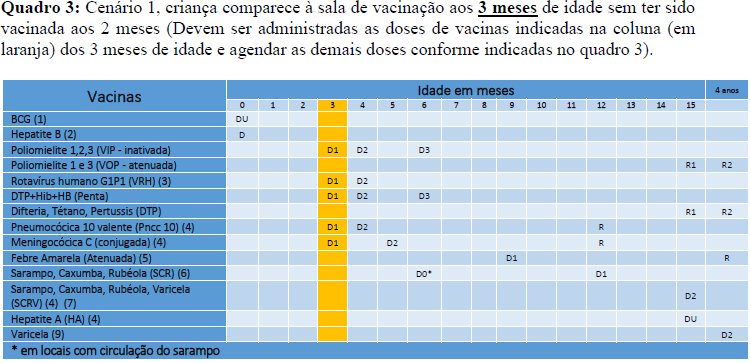 Quadro 3: Cenário 1, criança comparece à sala de vacinação aos 3 meses de idade sem ter sido
vacinada aos 2 meses (Devem ser administradas as doses de vacinas indicadas na coluna (em
laranja) dos 3 meses de idade e agendar as demais doses conforme indicadas no quadro 3).
Vacinas Idade em meses 4 anos
0 1 2 3 4 5 6 7 8 9 10 11 12 13 14 15
BCG (1) DU
Hepatite B (2) D
Poliomielite 1,2,3 (VIP - inativada) D1 D2 D3
Poliomielite 1 e 3 (VOP - atenuada) R1 R2
Rotavírus humano G1P1 (VRH) (3) D1 D2
DTP+Hib+HB (Penta) D1 D2 D3
Difteria, Tétano, Pertussis (DTP) R1 R2
Pneumocócica 10 valente (Pncc 10) (4) D1 D2 R
Meningocócica C (conjugada) (4) D1 D2 R
Febre Amarela (Atenuada) (5) D1 R
Sarampo, Caxumba, Rubéola (SCR) (6) D0* D1
Sarampo, Caxumba, Rubéola, Varicela
(SCRV) (4) (7) D2
Hepatite A (HA) (4) DU
Varicela (9) D2
* em locais com circulação do sarampo